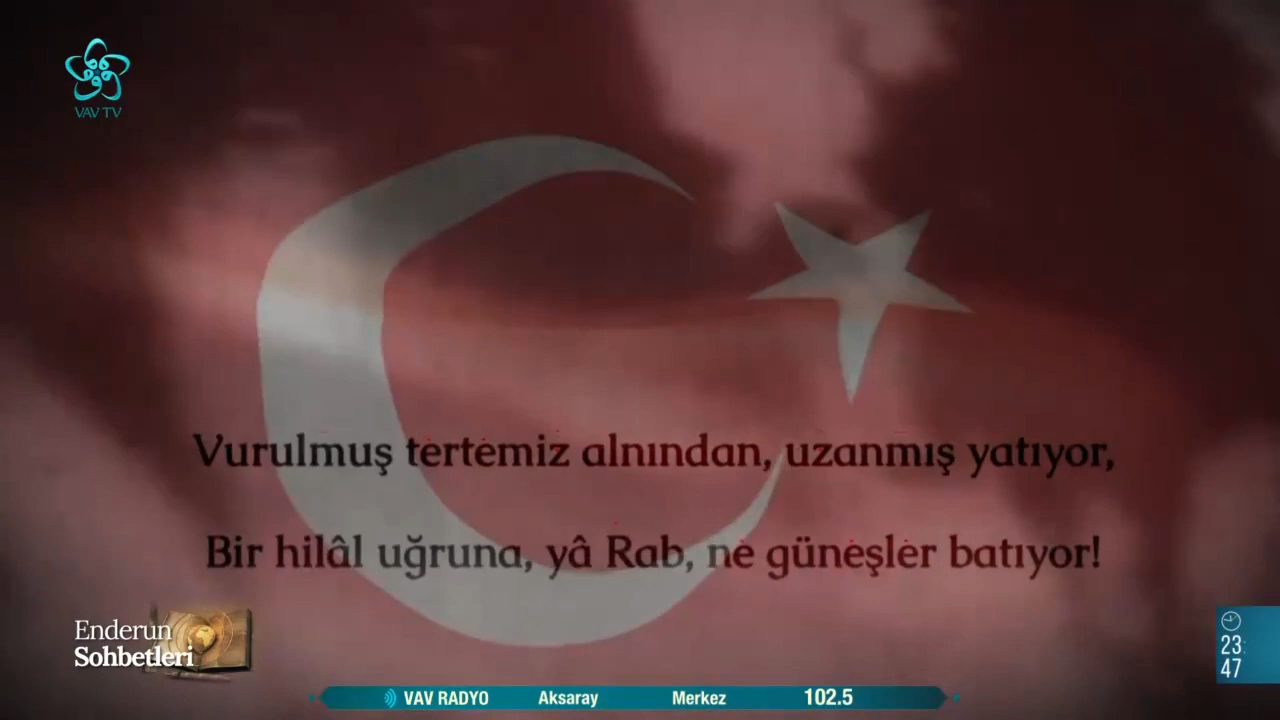 VAV TV
Vurulmuş tertemiz alnından, uzanmış yatıyor,
Bir hilâl uğruna, yâ Rab, ne güneşler batıyor!
Enderun
Sohbetleri
23
47
VAV RADYO Aksaray Merkez 102.5